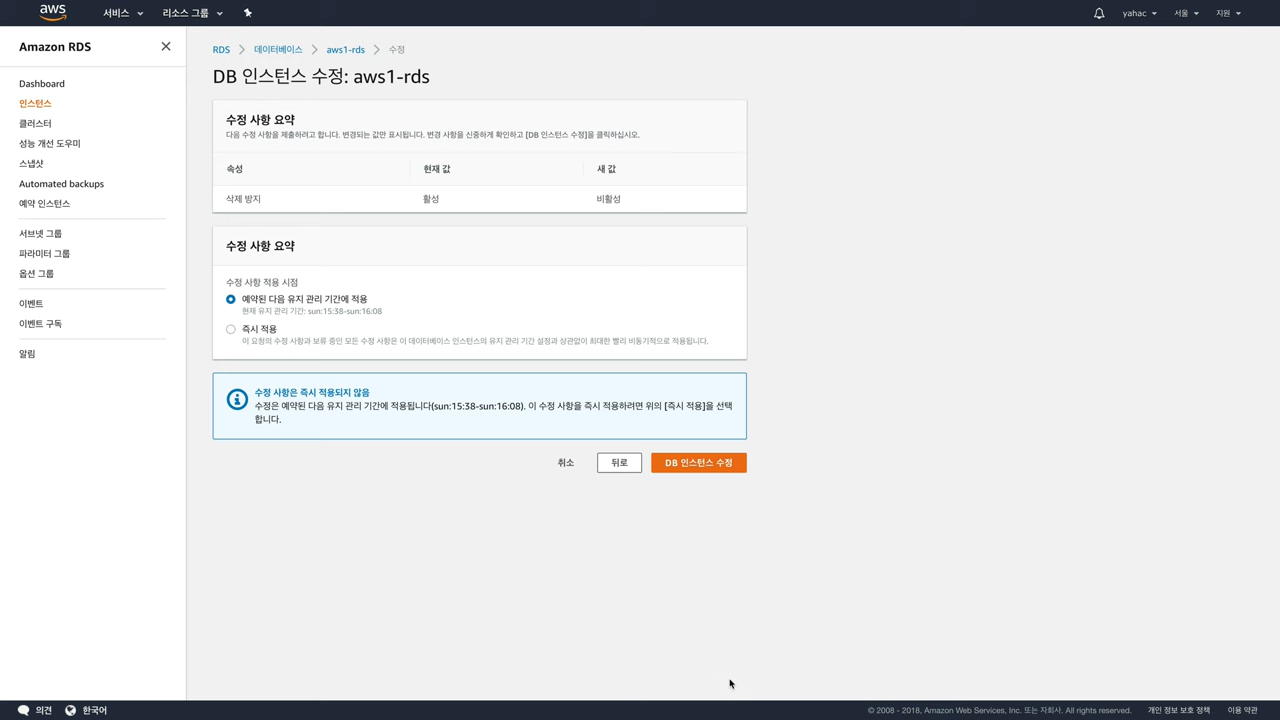 aws
서비스
리소스 그룹
yahac
서울
지원
Amazon RDS
Dashboard
인스턴스
클러스터
성능 개선 도우미
스냅샷
Automated backups
예약 인스턴스
서브넷 그룹
파라미터 그룹
옵션 그룹
이벤트
이벤트 구독
알림
RDS 데이터베이스 aws1-rds 수정
DB 인스턴스 수정: aws1-rds
수정 사항 요약
다음 수정 사항을 제출하려고 합니다. 변경되는 값만 표시됩니다. 변경 사항을 신중하게 확인하고 [DB 인스턴스 수정]을 클릭하십시오.
속성 현재 값 새 값
삭제 방지 활성 비활성
수정 사항 요약
수정 사항 적용 시점
예약된 다음 유지 관리 기간에 적용
현재 유지 관리 기간: sun:15:38-sun:16:08
즉시 적용
이 요청의 수정 사항과 보류 중인 모든 수정 사항은 이 데이터베이스 인스턴스의 유지 관리 기간 설정과 상관없이 최대한 빨리 비동기적으로 적용됩니다.
수정 사항은 즉시 적용되지 않음
수정은 예약된 다음 유지 관리 기간에 적용됩니다(sun:15:38-sun:16:08). 이 수정 사항을 즉시 적용하려면 위의 [즉시 적용]을 선택
합니다.
취소 뒤로 DB 인스턴스 수정
의견 한국어
© 2008 - 2018, Amazon Web Services, Inc. 또는 자회사. All rights reserved. 개인 정보 보호 정책 이용 약관